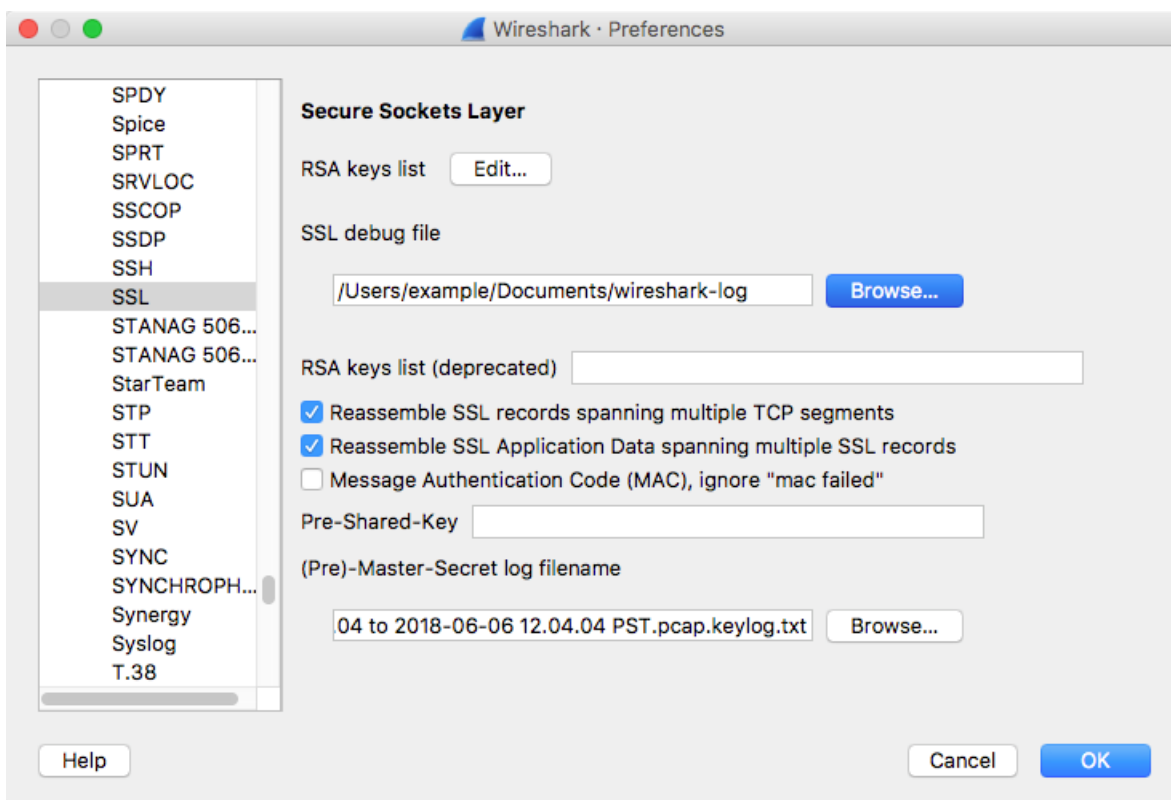 Wireshark · Preferences
SPDY
Spice
SPRT
SRVLOC
SSCOP
SSDP
SSH
SSL
STANAG 506...
STANAG 506...
StarTeam
STP
STT
STUN
SUA
SV
SYNC
SYNCHROPH...
Synergy
Syslog
T.38
Secure Sockets Layer
RSA keys list Edit...
SSL debug file
/Users/example/Documents/wireshark-log Browse...
RSA keys list (deprecated)
Reassemble SSL records spanning multiple TCP segments
Reassemble SSL Application Data spanning multiple SSL records
Message Authentication Code (MAC), ignore "mac failed"
Pre-Shared-Key
(Pre)-Master-Secret log filename
.04 to 2018-06-06 12.04.04 PST.pcap.keylog.txt Browse...
Help Cancel OK